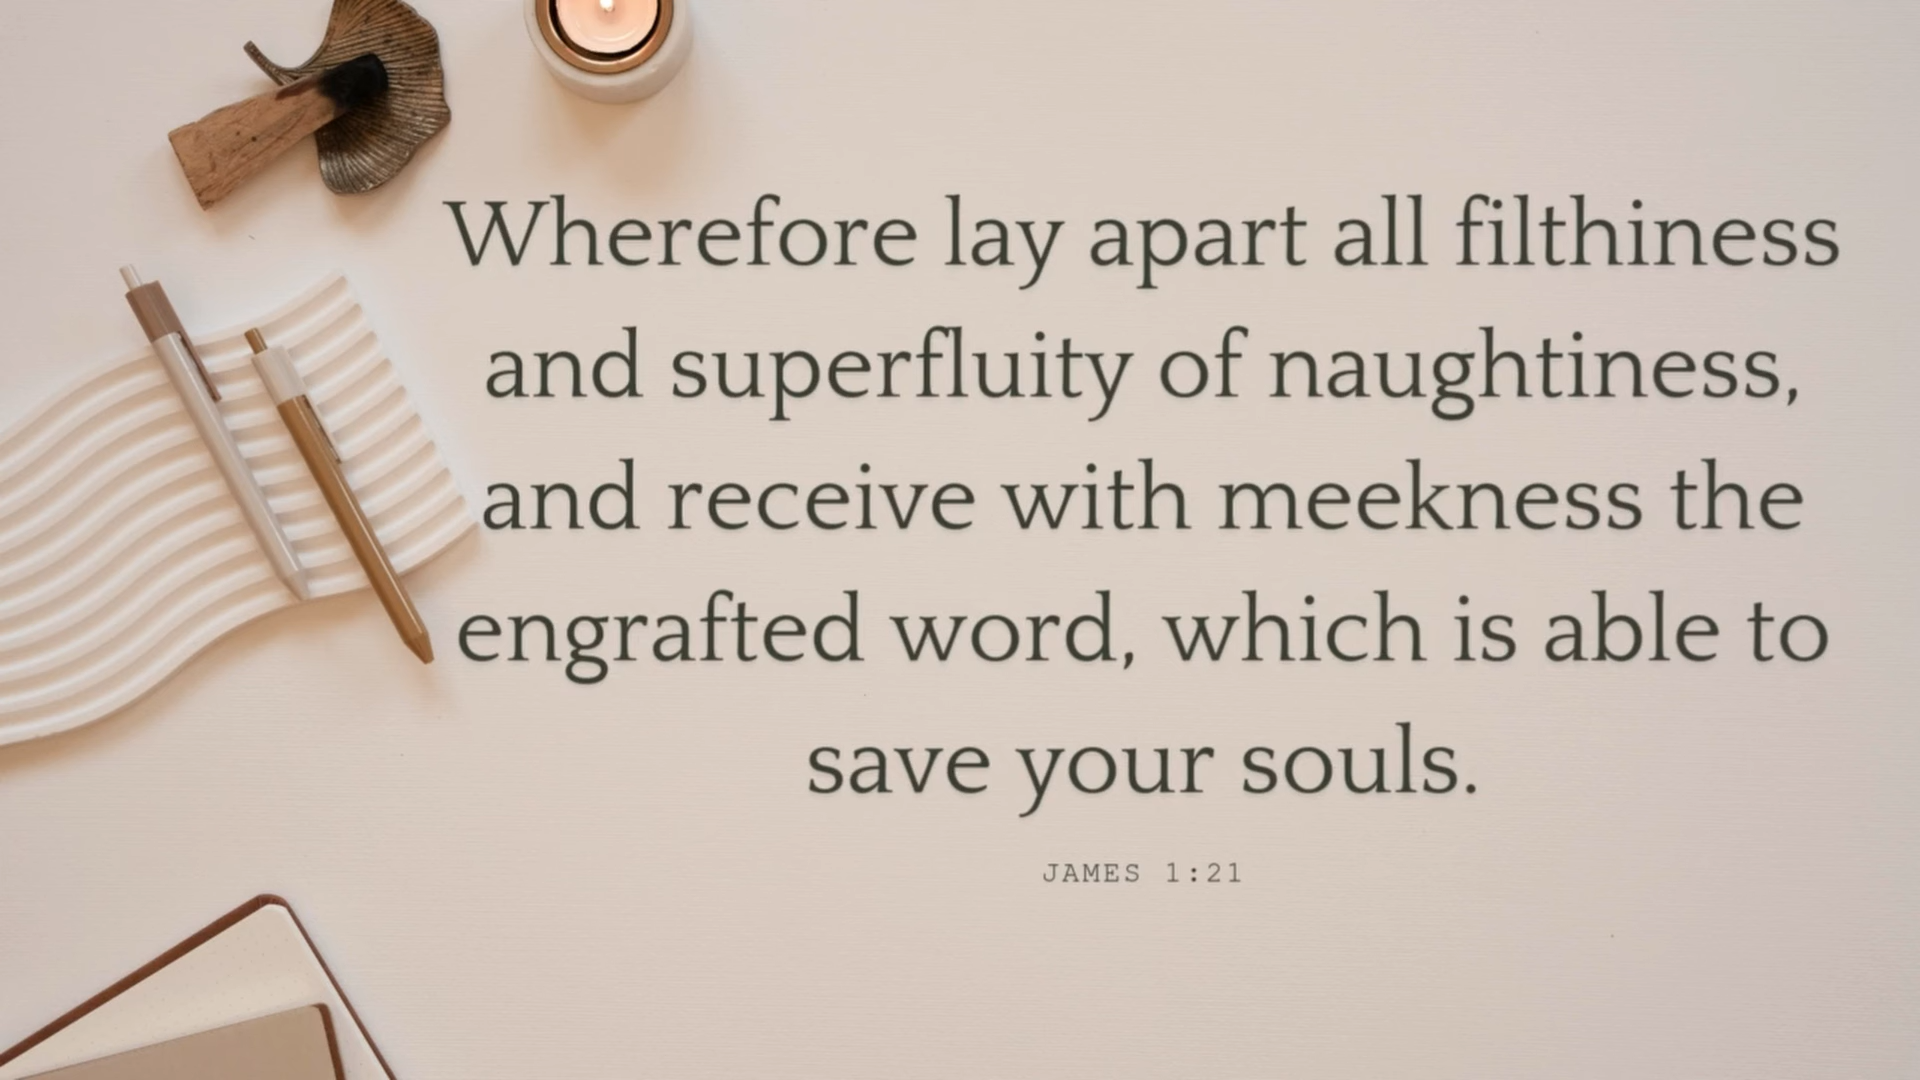 Wherefore lay apart all filthiness
and superfluity of naughtiness,
and receive with meekness the
engrafted word, which is able to
save your souls.
JAMES 1:21